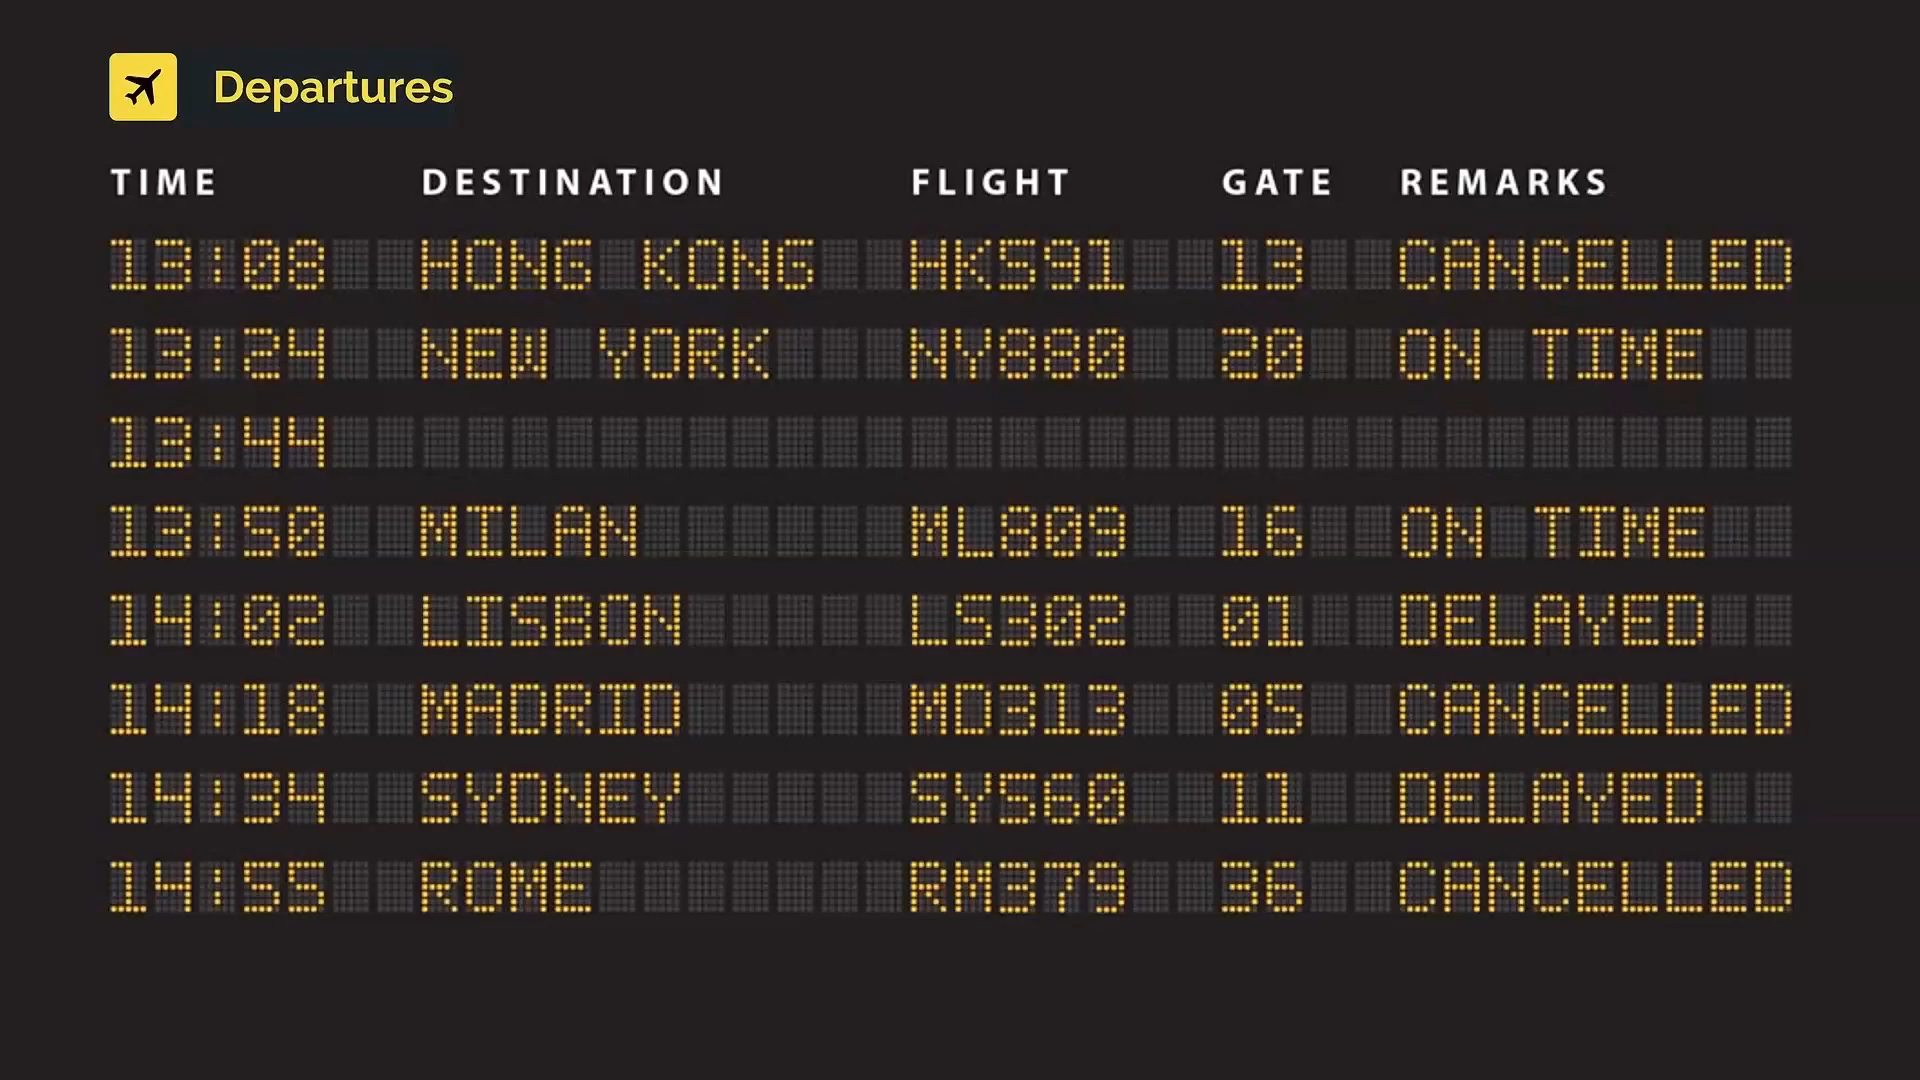 Departures
TIME DESTINATION FLIGHT GATE REMARKS
13:08 HONG KONG HK591 13 CANCELLED
13:24 NEW YORK NY880 20 ON TIME
13:44
13:50 MILAN ML809 16 ON TIME
14:02 LISBON LS302 01 DELAYED
14:18 MADRID MD313 05 CANCELLED
14:34 SYDNEY SY560 11 DELAYED
14:55 ROME RM379 36 CANCELLED